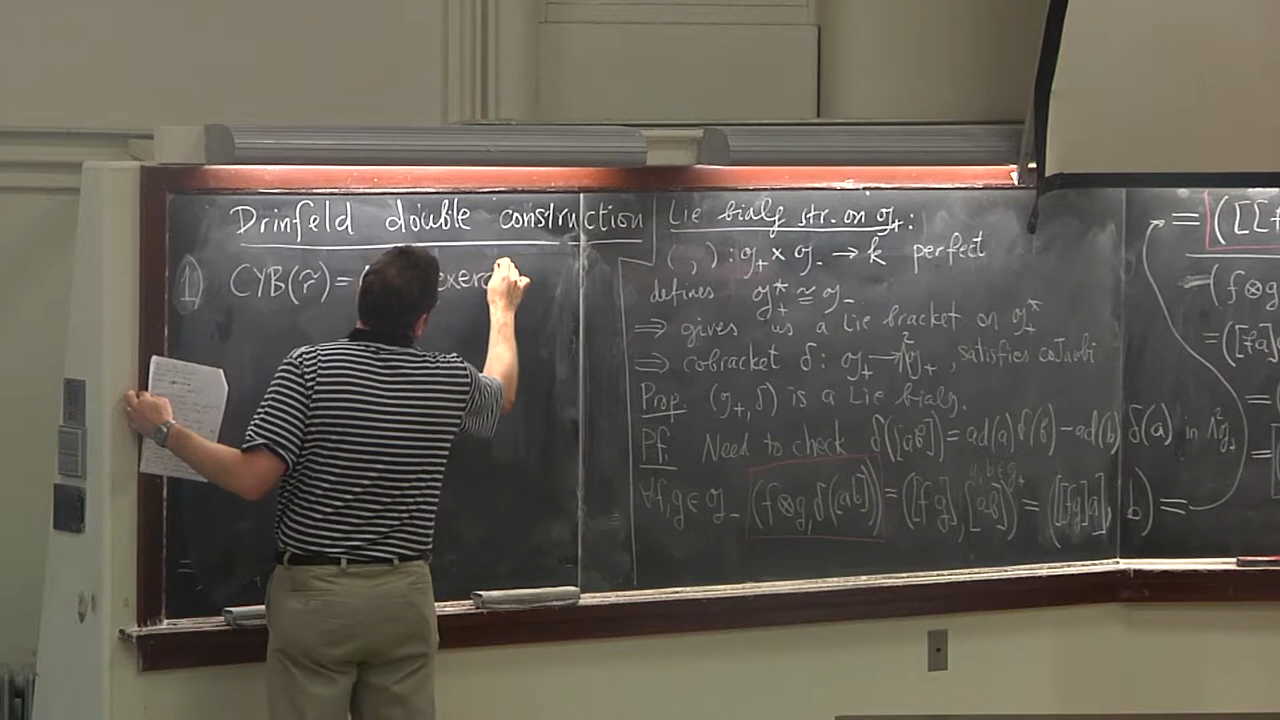 Drinfeld double construction
1) CYB(r̃) = ( exerc
Lie bialg str. on 𝔤₊:
( , ) : 𝔤₊ × 𝔤₋ → k perfect
defines 𝔤₊* ≅ 𝔤₋
⇒ gives us a Lie bracket on 𝔤₊*
⇒ cobracket δ: 𝔤₊ → Λ²𝔤₊, satisfies coJacobi
Prop. (𝔤₊, δ) is a Lie bialg.
Pf: Need to check δ([ab]) = ad(a)δ(b) − ad(b)δ(a) in Λ²𝔤₊
a, b ∈ 𝔤₊
∀f,g ∈ 𝔤₋ (f⊗g, δ([ab])) = ([fg], [ab]) = ([[fg]a], b) =
= ([[f
(f⊗g
= ([fa]
=
=